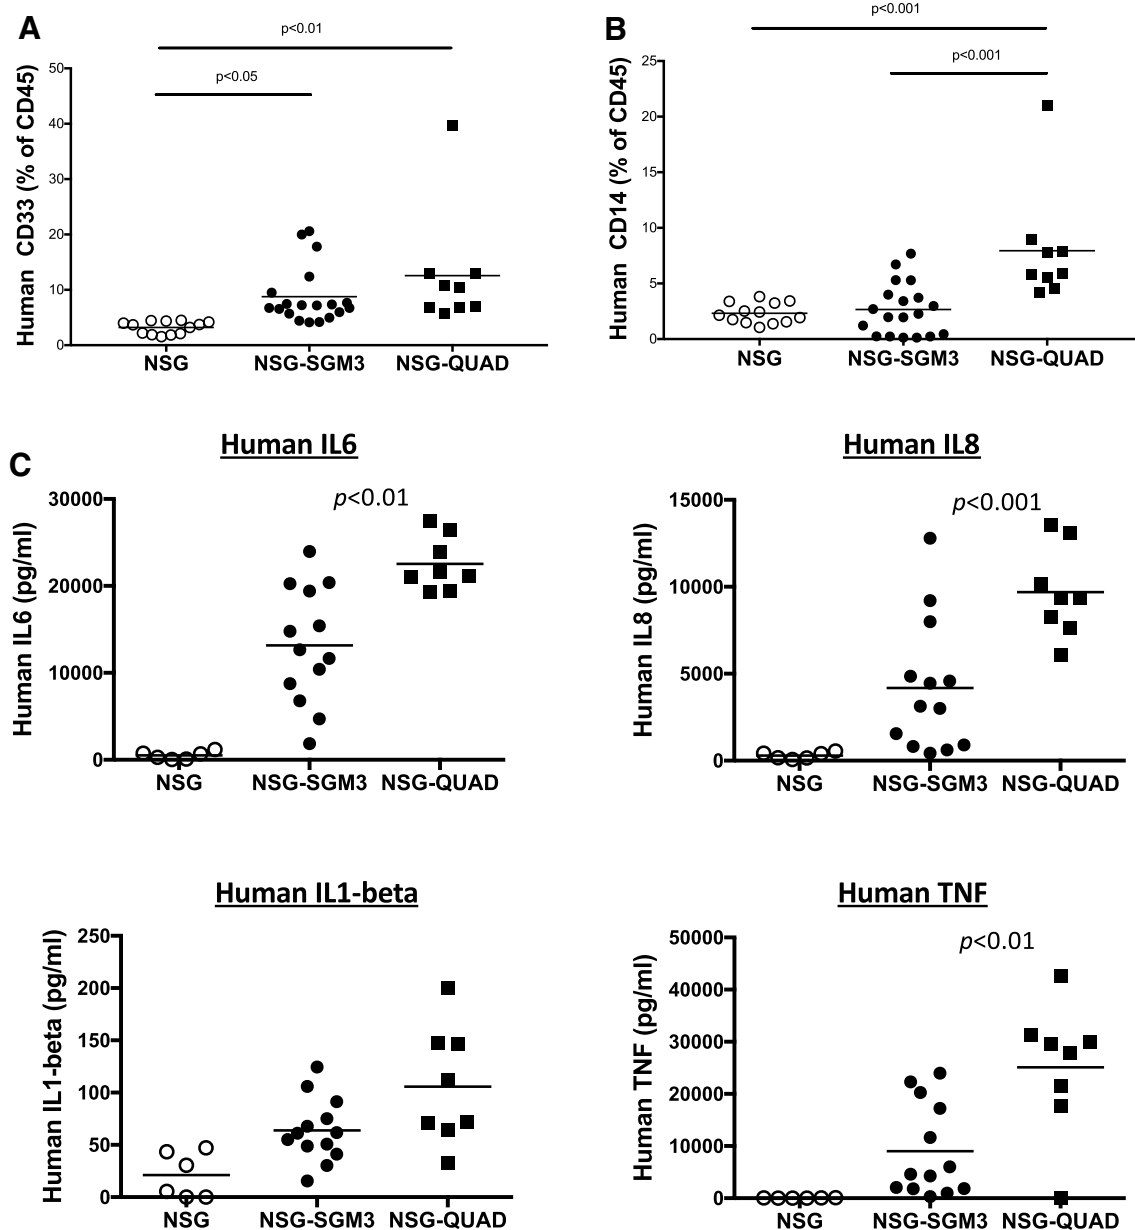 A
p<0.01
p<0.05
Human CD33 (% of CD45)
50
40
30
20
10
0
NSG
NSG-SGM3
NSG-QUAD
B
p<0.001
p<0.001
Human CD14 (% of CD45)
25
20
15
10
5
0
NSG
NSG-SGM3
NSG-QUAD
C
Human IL6
p<0.01
Human IL6 (pg/ml)
30000
20000
10000
0
NSG
NSG-SGM3
NSG-QUAD
Human IL8
p<0.001
Human IL8 (pg/ml)
15000
10000
5000
0
NSG
NSG-SGM3
NSG-QUAD
Human IL1-beta
Human IL1-beta (pg/ml)
250
200
150
100
50
0
NSG
NSG-SGM3
NSG-QUAD
Human TNF
p<0.01
Human TNF (pg/ml)
50000
40000
30000
20000
10000
0
NSG
NSG-SGM3
NSG-QUAD